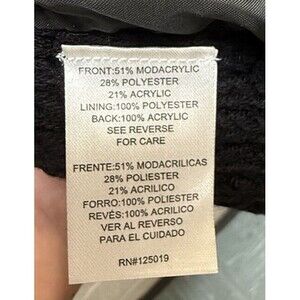 FRONT:51% MODACRYLIC
28% POLYESTER
21% ACRYLIC
LINING:100% POLYESTER
BACK:100% ACRYLIC
SEE REVERSE
FOR CARE
FRENTE:51% MODACRILICAS
28% POLIESTER
21% ACRILICO
FORRO:100% POLIESTER
REVÉS:100% ACRILICO
VER AL REVERSO
PARA EL CUIDADO
RN#125019